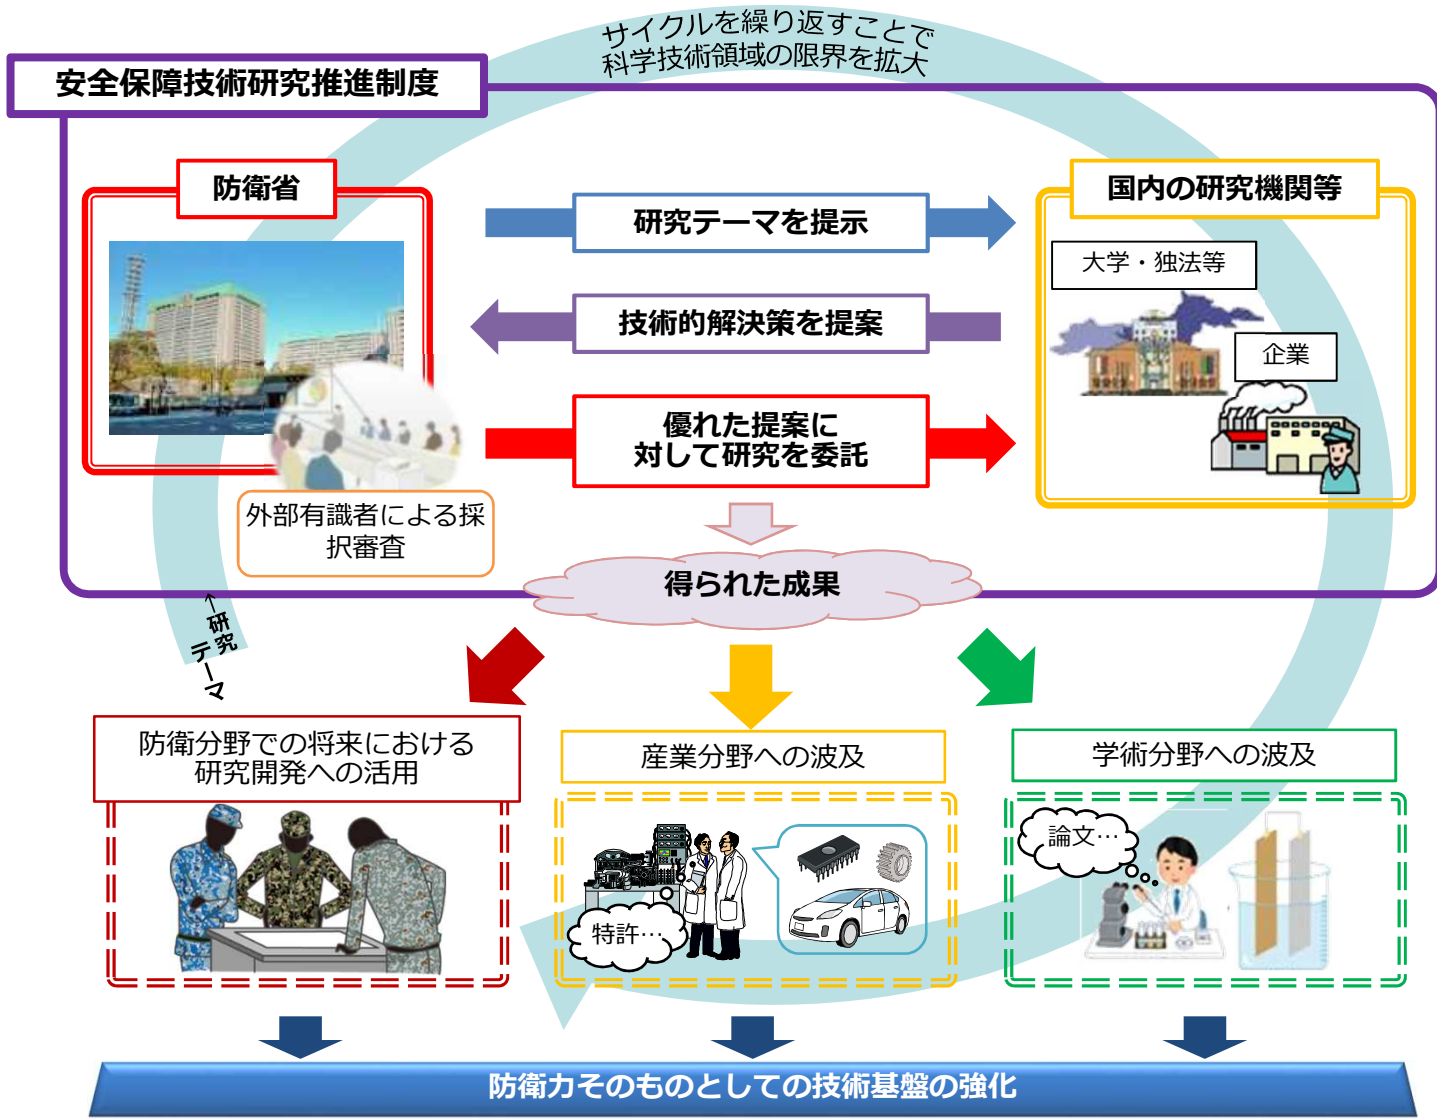 サイクルを繰り返すことで
科学技術領域の限界を拡大
安全保障技術研究推進制度
防衛省
国内の研究機関等
研究テーマを提示
大学・独法等
技術的解決策を提案
企業
優れた提案に
対して研究を委託
外部有識者による採
択審査
得られた成果
←研究
テーマ
防衛分野での将来における
研究開発への活用
産業分野への波及
学術分野への波及
特許…
論文…
防衛力そのものとしての技術基盤の強化